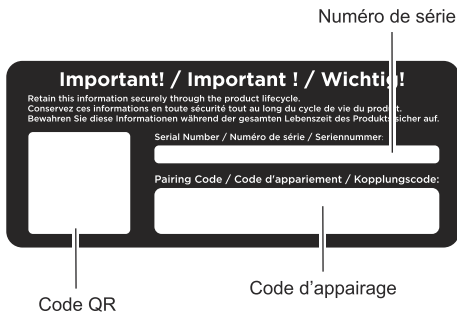 Numéro de série
Important! / Important ! / Wichtig!
Retain this information securely through the product lifecycle.
Conservez ces informations en toute sécurité tout au long du cycle de vie du produit.
Bewahren Sie diese Informationen während der gesamten Lebenszeit des Produkts sicher auf.
Serial Number / Numéro de série / Seriennummer:
Pairing Code / Code d'appariement / Kopplungscode:
Code QR
Code d’appairage